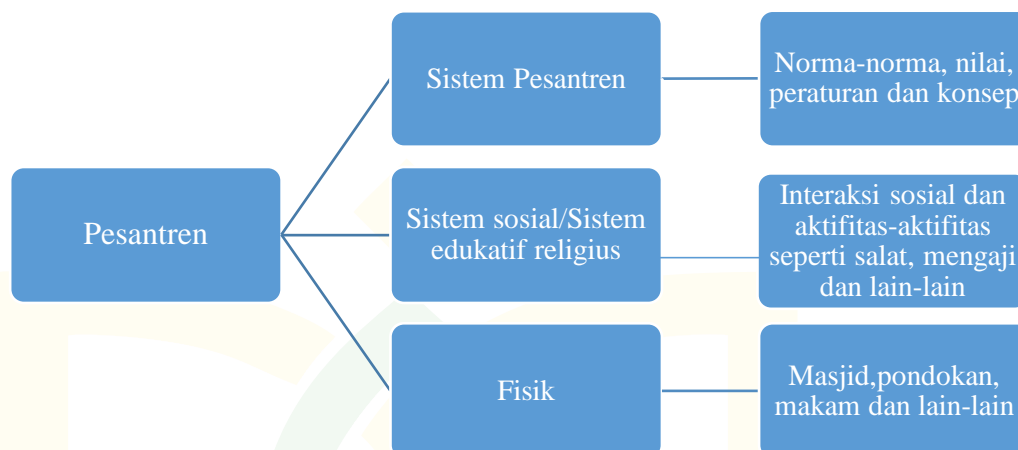 Pesantren
Sistem Pesantren
Norma-norma, nilai,
peraturan dan konsep
Sistem sosial/Sistem
edukatif religius
Interaksi sosial dan
aktifitas-aktifitas
seperti salat, mengaji
dan lain-lain
Fisik
Masjid,pondokan,
makam dan lain-lain